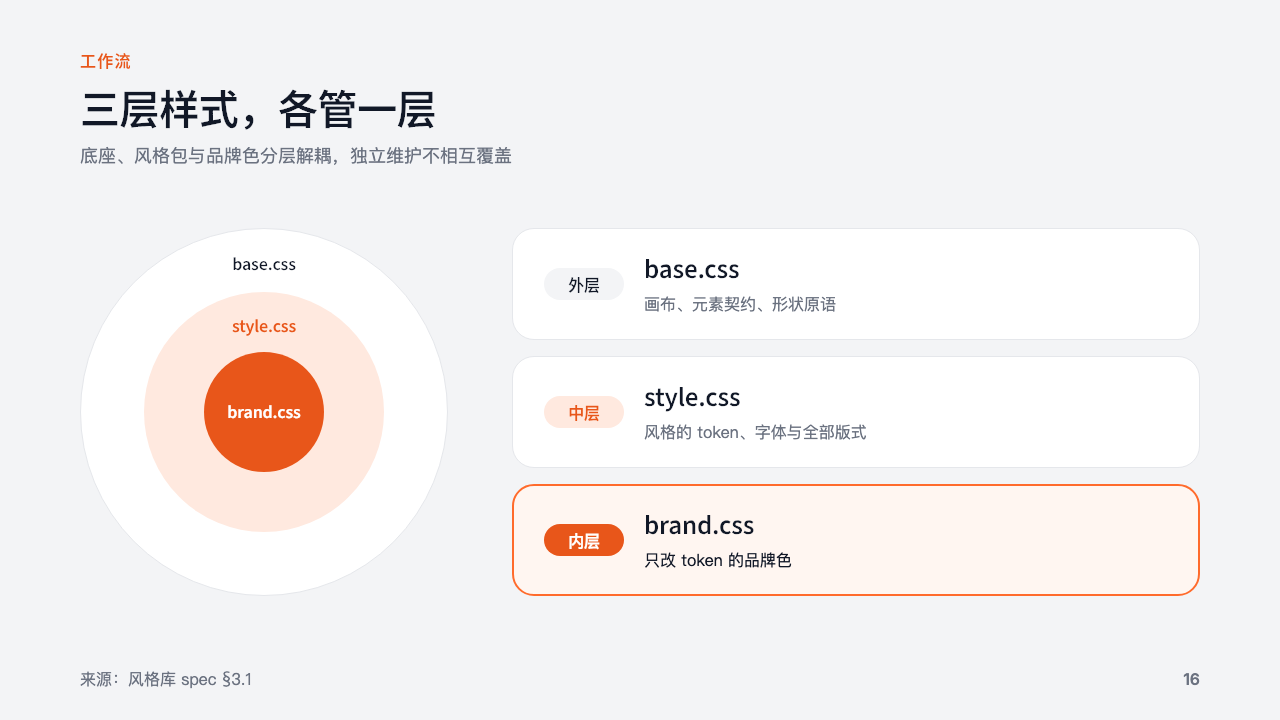 工作流
三层样式，各管一层
底座、风格包与品牌色分层解耦，独立维护不相互覆盖
base.css
style.css
brand.css
外层
base.css
画布、元素契约、形状原语
中层
style.css
风格的 token、字体与全部版式
内层
brand.css
只改 token 的品牌色
来源：风格库 spec §3.1
16